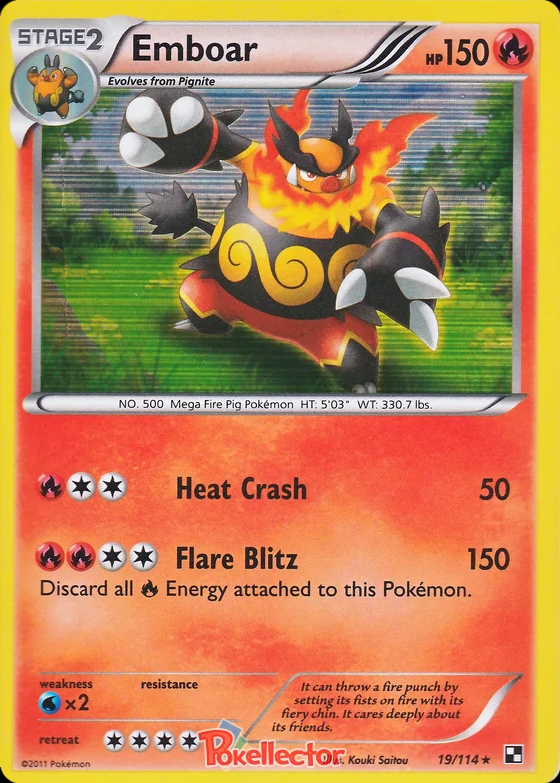 STAGE2
Emboar
HP150
Evolves from Pignite
NO. 500 Mega Fire Pig Pokémon HT: 5'03" WT: 330.7 lbs.
Heat Crash 50
Flare Blitz 150
Discard all Energy attached to this Pokémon.
weakness resistance
×2
It can throw a fire punch by
setting its fists on fire with its
fiery chin. It cares deeply about
its friends.
retreat
Pokellector
Illus. Kouki Saitou
19/114
©2011 Pokémon